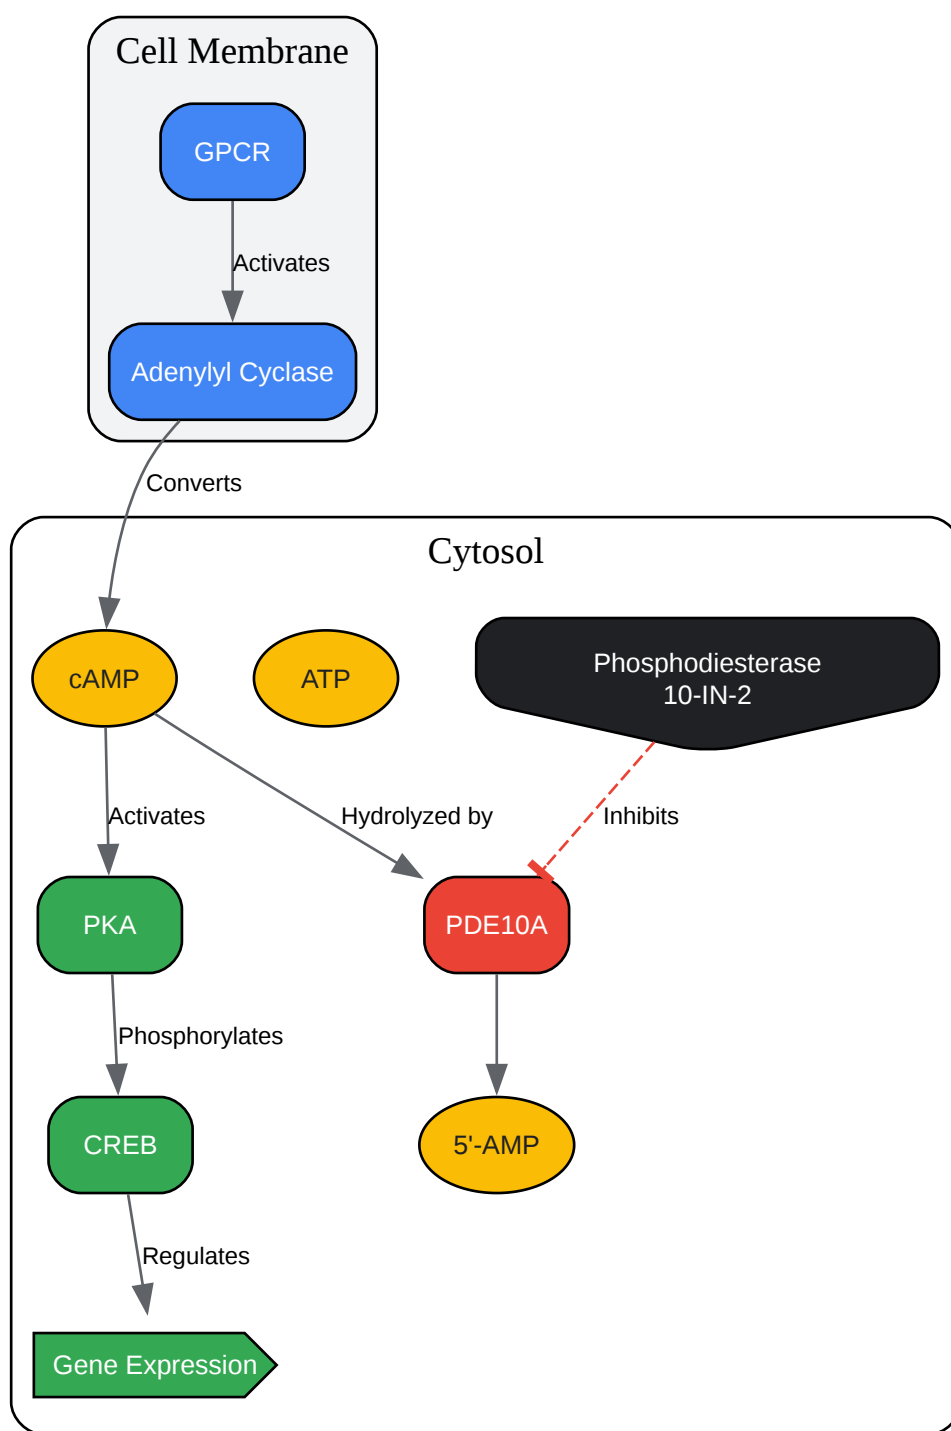 Cell Membrane
GPCR
Activates
Adenylyl Cyclase
Converts
Cytosol
cAMP
ATP
Phosphodiesterase
10-IN-2
Activates
Hydrolyzed by
Inhibits
PKA
PDE10A
Phosphorylates
CREB
5'-AMP
Regulates
Gene Expression